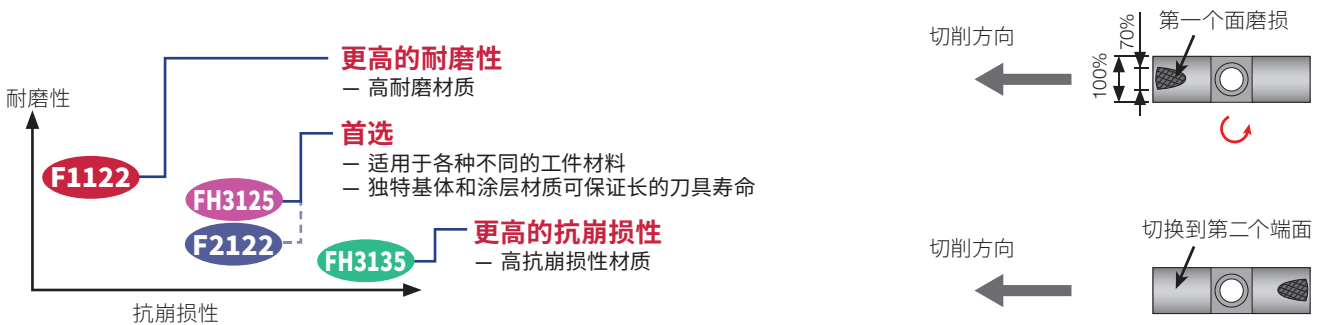 耐磨性
F1122
FH3125
F2122
FH3135
抗崩损性
更高的耐磨性
— 高耐磨材质
首选
— 适用于各种不同的工件材料
— 独特基体和涂层材质可保证长的刀具寿命
更高的抗崩损性
— 高抗崩损性材质
切削方向
70%
100%
第一个面磨损
切削方向
切换到第二个端面